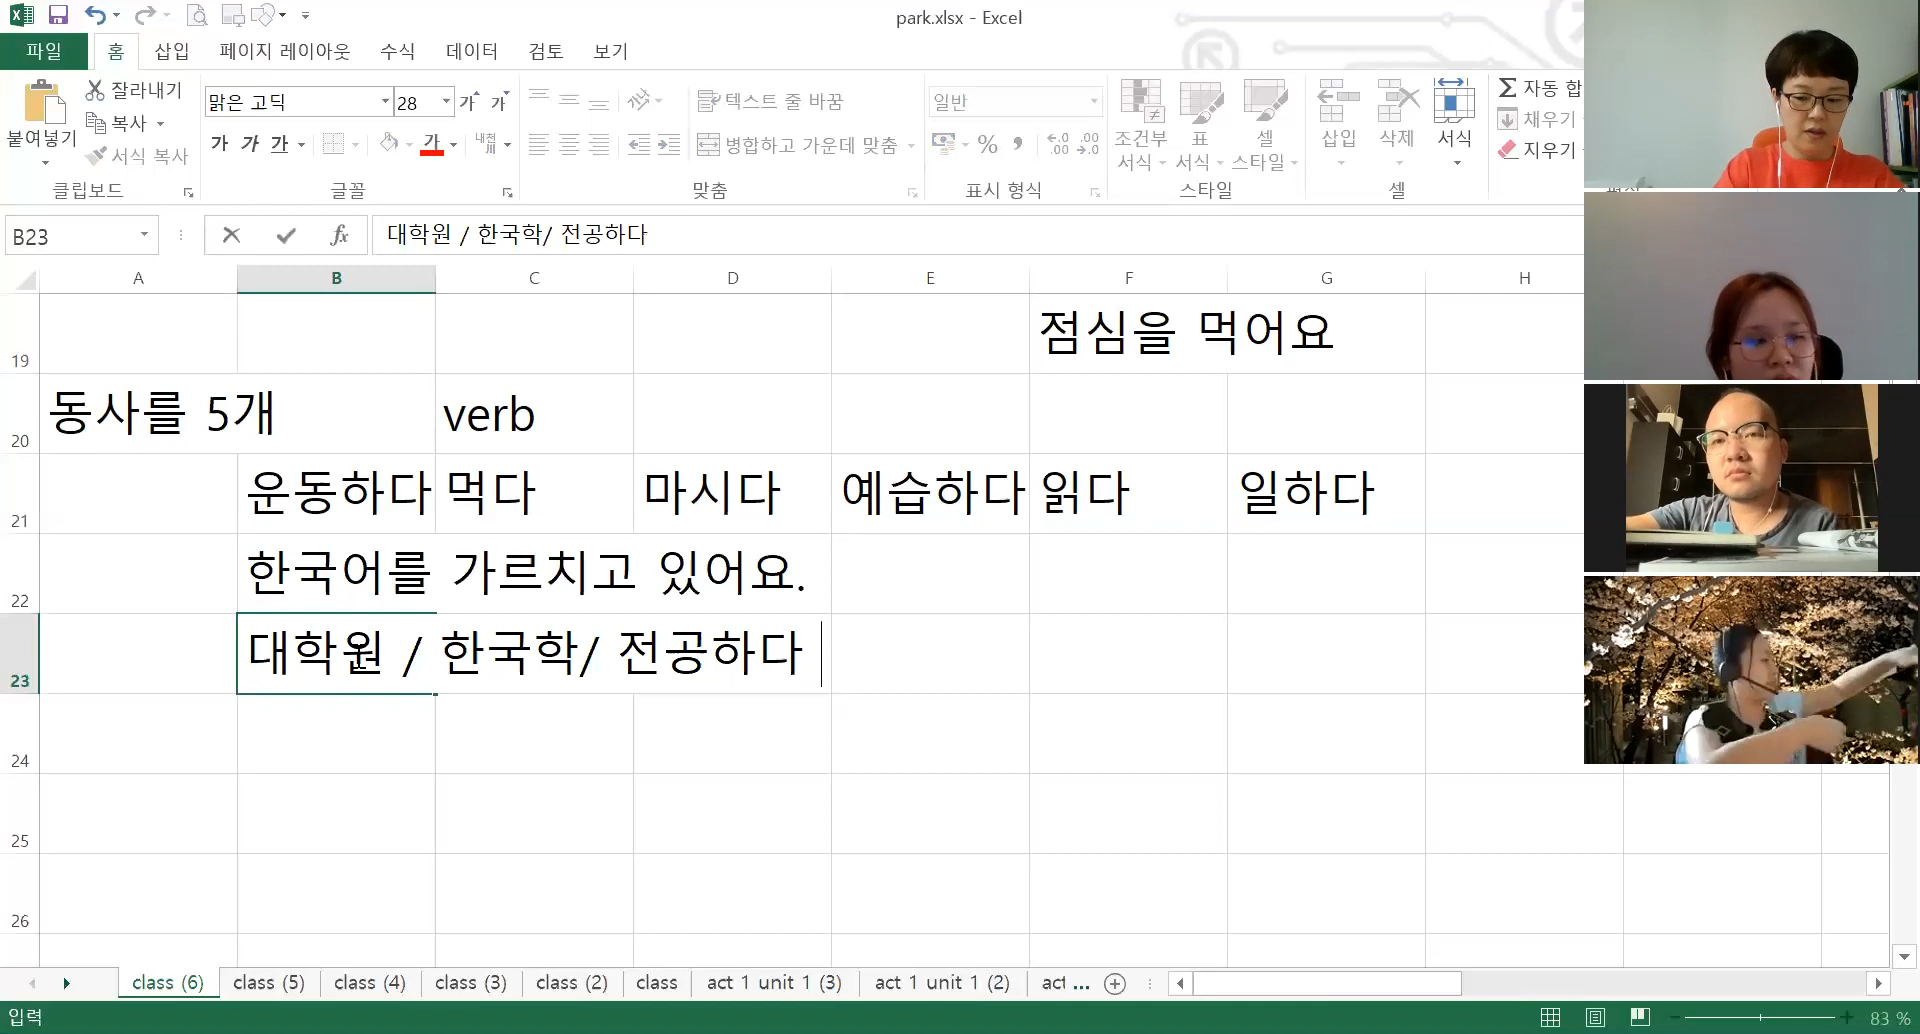 park.xlsx - Excel
파일 홈 삽입 페이지 레이아웃 수식 데이터 검토 보기
붙여넣기 잘라내기 복사 서식 복사 클립보드
맑은 고딕 28 가 가
가 가 가 가 내천 글꼴
텍스트 줄 바꿈
병합하고 가운데 맞춤 맞춤
일반
% , 표시 형식
조건부 서식 표 서식 셀 스타일 스타일
삽입 삭제 서식 셀
Σ 자동 합
채우기
지우기
B23 fx 대학원 / 한국학/ 전공하다
A B C D E F G H
19 점심을 먹어요
20 동사를 5개 verb
21 운동하다 먹다 마시다 예습하다 읽다 일하다
22 한국어를 가르치고 있어요.
23 대학원 / 한국학/ 전공하다
24
25
26
class (6) class (5) class (4) class (3) class (2) class act 1 unit 1 (3) act 1 unit 1 (2) act ...
입력 83 %